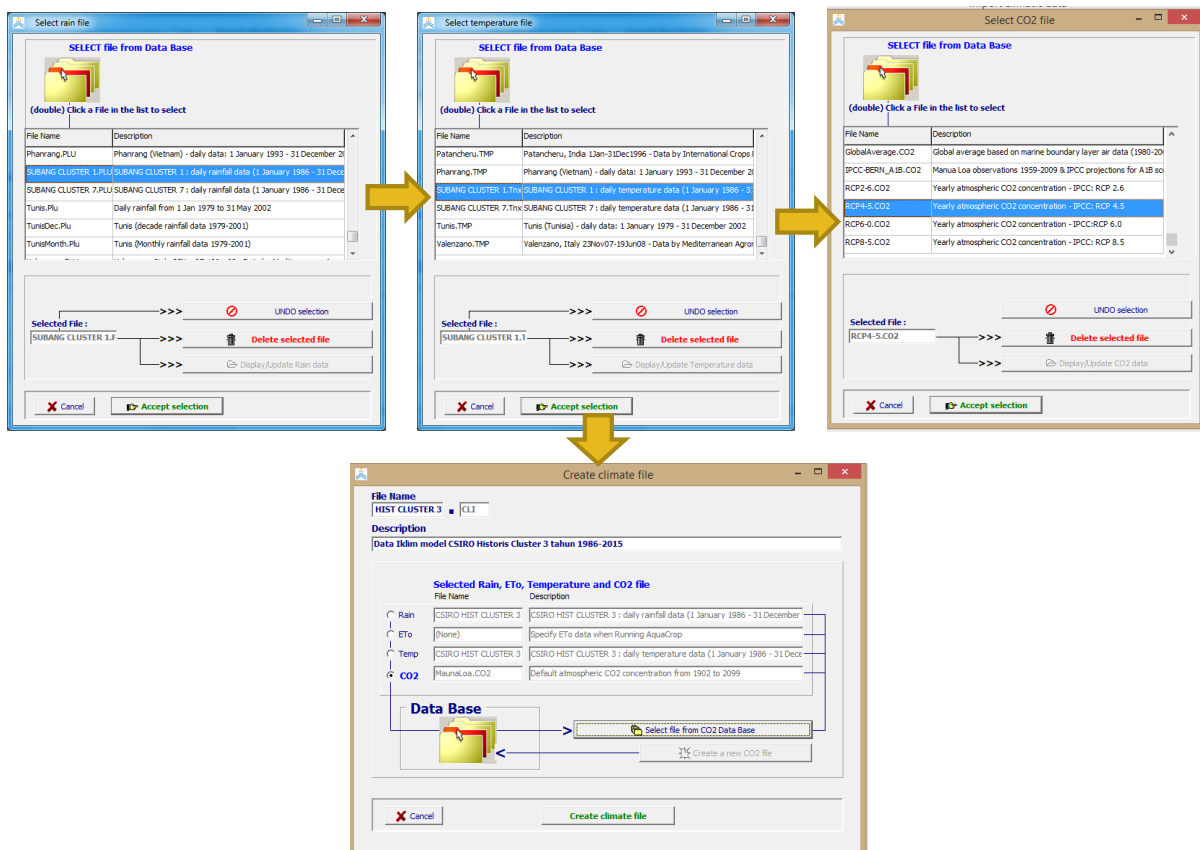 Select rain file
SELECT file from Data Base
(double) Click a File in the list to select
File Name Description
Phanrang.PLU Phanrang (Vietnam) - daily data: 1 January 1993 - 31 December 20
SUBANG CLUSTER 1.PLU SUBANG CLUSTER 1 : daily rainfall data (1 January 1986 - 31 Dece
SUBANG CLUSTER 7.PLU SUBANG CLUSTER 7 : daily rainfall data (1 January 1986 - 31 Dece
Tunis.Plu Daily rainfall from 1 Jan 1979 to 31 May 2002
TunisDec.Plu Tunis (decade rainfall data 1979-2001)
TunisMonth.Plu Tunis (Monthly rainfall data 1979-2001)
>>> UNDO selection
Selected File :
SUBANG CLUSTER 1.F >>> Delete selected file
>>> Display/Update Rain data
Cancel Accept selection
Select temperature file
SELECT file from Data Base
(double) Click a File in the list to select
File Name Description
Patancheru.TMP Patancheru, India 1Jan-31Dec1996 - Data by International Crops
Phanrang.TMP Phanrang (Vietnam) - daily data: 1 January 1993 - 31 December 20
SUBANG CLUSTER 1.Tnx SUBANG CLUSTER 1 : daily temperature data (1 January 1986 - 3
SUBANG CLUSTER 7.Tnx SUBANG CLUSTER 7 : daily temperature data (1 January 1986 - 31
Tunis.TMP Tunis (Tunisia) - daily data: 1 January 1979 - 31 December 2002
Valenzano.TMP Valenzano, Italy 23Nov07-19Jun08 - Data by Mediterranean Agror
>>> UNDO selection
Selected File :
SUBANG CLUSTER 1.1 >>> Delete selected file
>>> Display/Update Temperature data
Cancel Accept selection
Select CO2 file
SELECT file from Data Base
(double) Click a File in the list to select
File Name Description
GlobalAverage.CO2 Global average based on marine boundary layer air data (1980-20
IPCC-BERN_A1B.CO2 Manua Loa observations 1959-2009 & IPCC projections for A1B sc
RCP2-6.CO2 Yearly atmospheric CO2 concentration - IPCC: RCP 2.6
RCP4-5.CO2 Yearly atmospheric CO2 concentration - IPCC: RCP 4.5
RCP6-0.CO2 Yearly atmospheric CO2 concentration - IPCC:RCP 6.0
RCP8-5.CO2 Yearly atmospheric CO2 concentration - IPCC: RCP 8.5
UNDO selection
Selected File :
RCP4-5.CO2 >>> Delete selected file
>>> Display/Update CO2 data
Cancel Accept selection
Create climate file
File Name
HIST CLUSTER 3 . CLI
Description
Data Iklim model CSIRO Historis Cluster 3 tahun 1986-2015
Selected Rain, ETo, Temperature and CO2 file
File Name Description
Rain CSIRO HIST CLUSTER 3 CSIRO HIST CLUSTER 3 : daily rainfall data (1 January 1986 - 31 December
ETo (None) Specify ETo data when Running AquaCrop
Temp CSIRO HIST CLUSTER 3 CSIRO HIST CLUSTER 3 : daily temperature data (1 January 1986 - 31 Dece
CO2 MaunaLoa.CO2 Default atmospheric CO2 concentration from 1902 to 2099
Data Base
> Select file from CO2 Data Base
< Create a new CO2 file
Cancel Create climate file